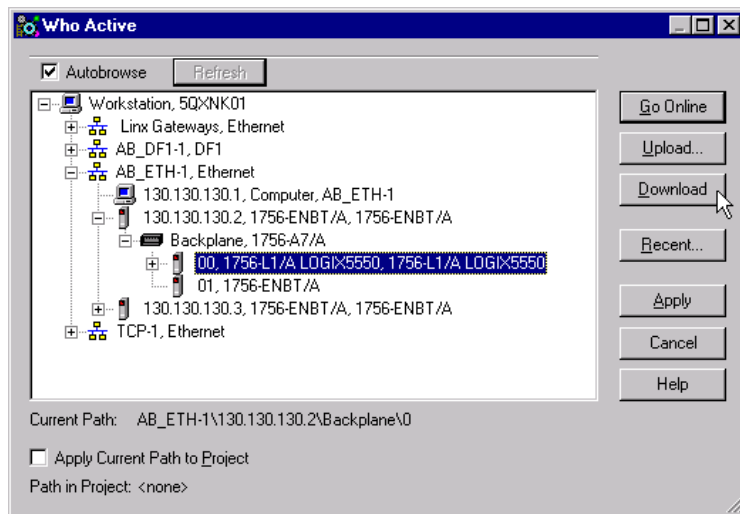 Who Active
Autobrowse
Refresh
Workstation, 5QXNK01
Linx Gateways, Ethernet
AB_DF1-1, DF1
AB_ETH-1, Ethernet
130.130.130.1, Computer, AB_ETH-1
130.130.130.2, 1756-ENBT/A, 1756-ENBT/A
Backplane, 1756-A7/A
00, 1756-L1/A LOGIX5550, 1756-L1/A LOGIX5550
01, 1756-ENBT/A
130.130.130.3, 1756-ENBT/A, 1756-ENBT/A
TCP-1, Ethernet
Go Online
Upload...
Download
Recent...
Apply
Cancel
Help
Current Path: AB_ETH-1\130.130.130.2\Backplane\0
Apply Current Path to Project
Path in Project: <none>